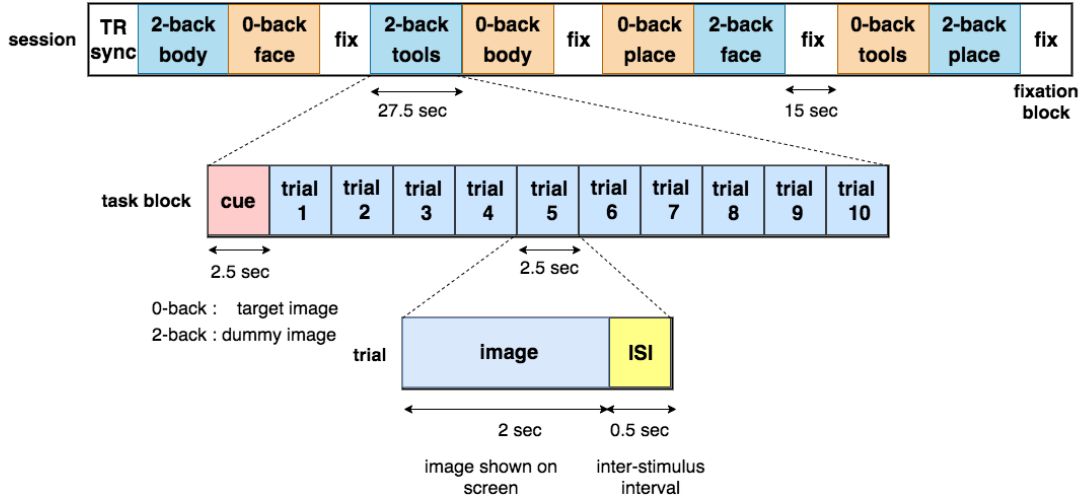 session
TR
sync
2-back
body
0-back
face
fix
2-back
tools
0-back
body
fix
0-back
place
2-back
face
fix
0-back
tools
2-back
place
fix
27.5 sec
15 sec
fixation
block
task block
cue
trial
1
trial
2
trial
3
trial
4
trial
5
trial
6
trial
7
trial
8
trial
9
trial
10
2.5 sec
2.5 sec
0-back : target image
2-back : dummy image
trial
image
ISI
2 sec
0.5 sec
image shown on
screen
inter-stimulus
interval